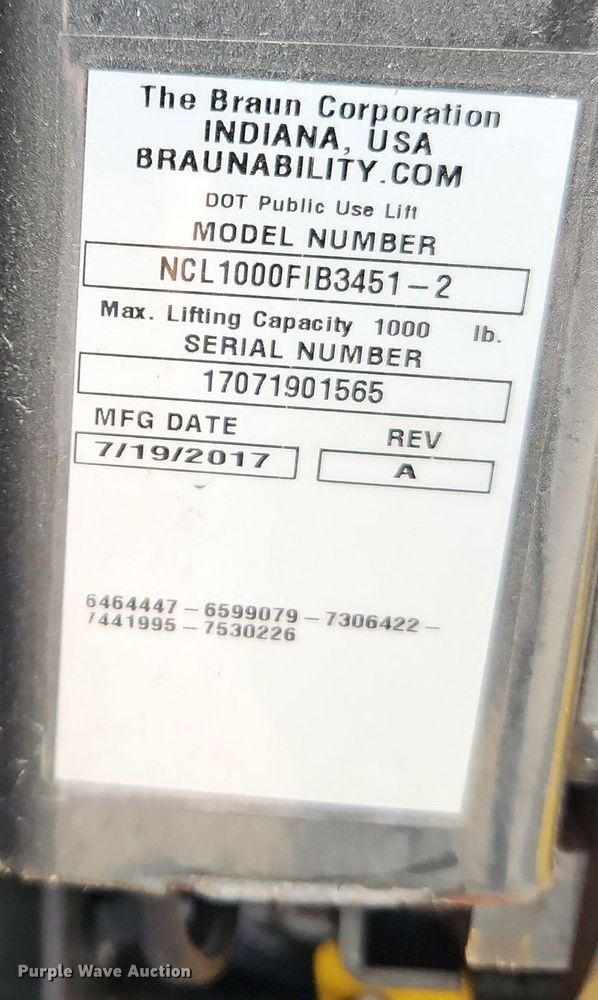 The Braun Corporation
INDIANA, USA
BRAUNABILITY.COM
DOT Public Use Lift
MODEL NUMBER
NCL1000FIB3451-2
Max. Lifting Capacity 1000 lb.
SERIAL NUMBER
17071901565
MFG DATE REV
7/19/2017 A
6464447-6599079-7306422-
7441995-7530226
Purple Wave Auction